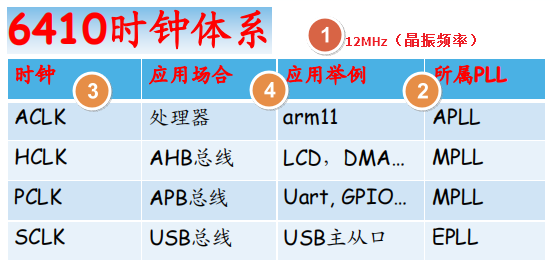 6410时钟体系
1
12MHz（晶振频率）
时钟 3 应用场合 4 应用举例 2 所属PLL
ACLK 处理器 arm11 APLL
HCLK AHB总线 LCD，DMA… MPLL
PCLK APB总线 Uart, GPIO… MPLL
SCLK USB总线 USB主从口 EPLL